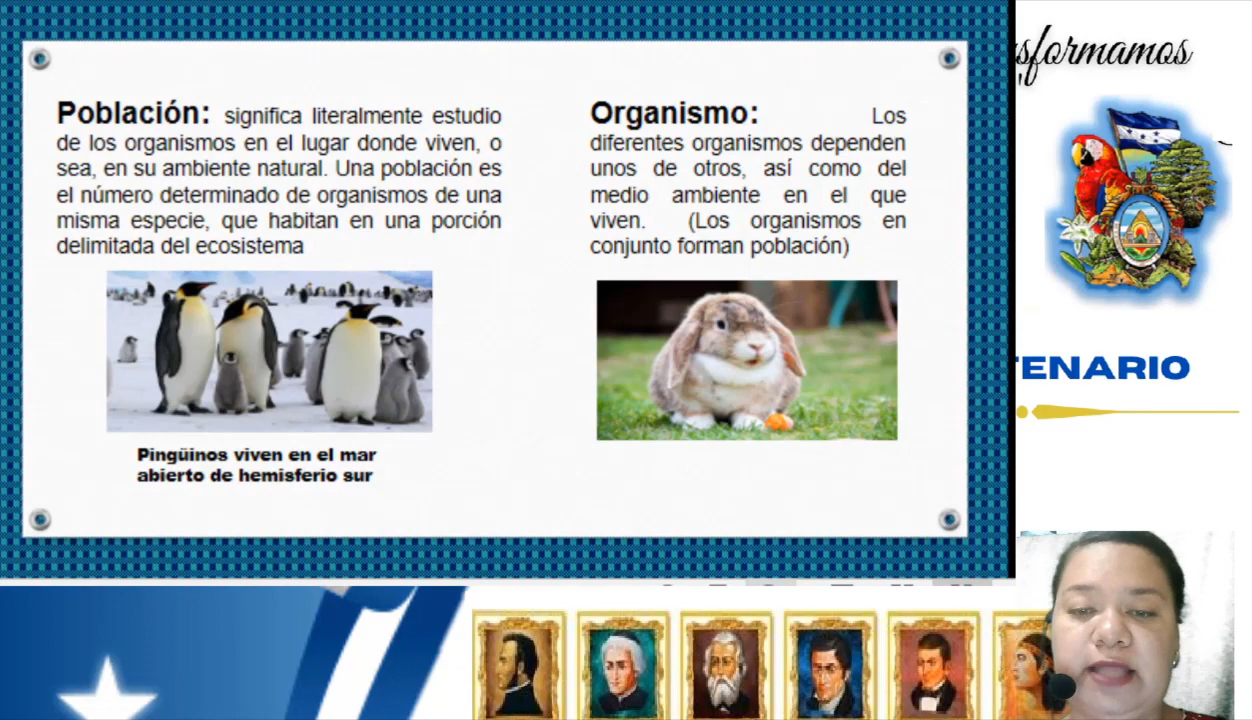 Población: significa literalmente estudio
de los organismos en el lugar donde viven, o
sea, en su ambiente natural. Una población es
el número determinado de organismos de una
misma especie, que habitan en una porción
delimitada del ecosistema
Pingüinos viven en el mar
abierto de hemisferio sur
Organismo: Los
diferentes organismos dependen
unos de otros, así como del
medio ambiente en el que
viven. (Los organismos en
conjunto forman población)
sformamos
TENARIO